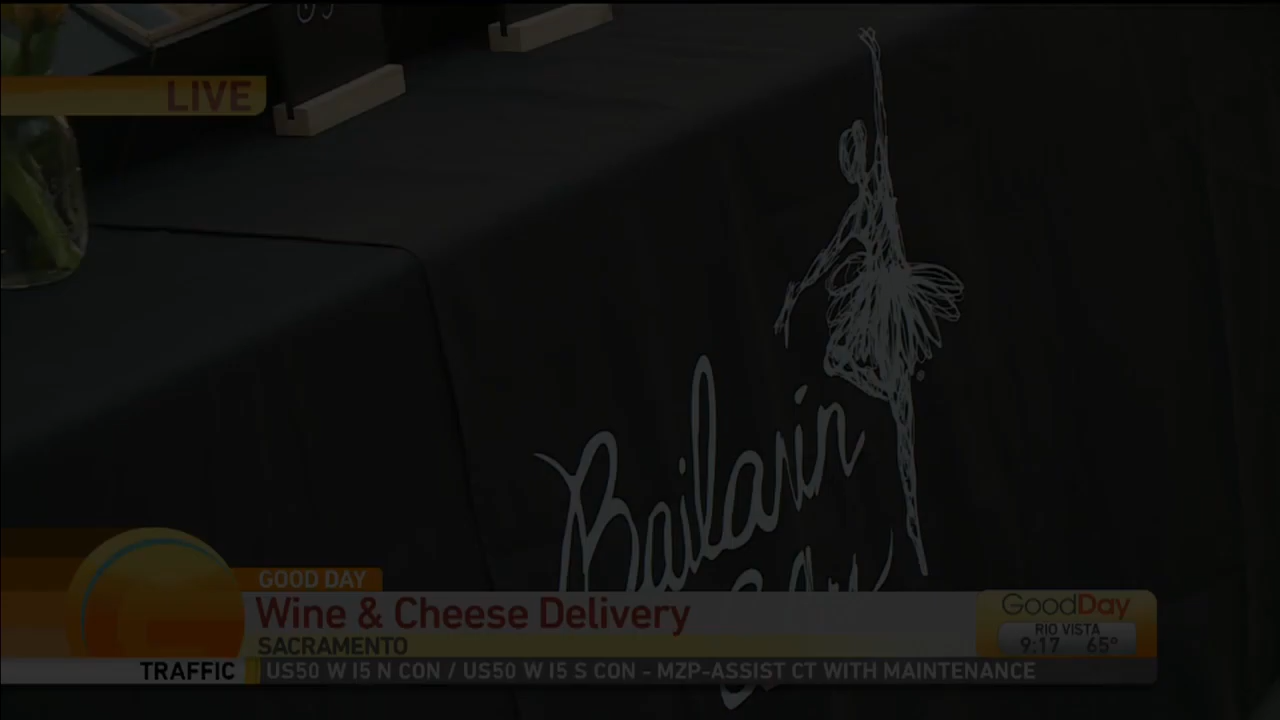 LIVE
Bailarin
GOOD DAY
Wine & Cheese Delivery
SACRAMENTO
GoodDay
RIO VISTA
9:17 65°
TRAFFIC US50 W I5 N CON / US50 W I5 S CON - MZP-ASSIST CT WITH MAINTENANCE